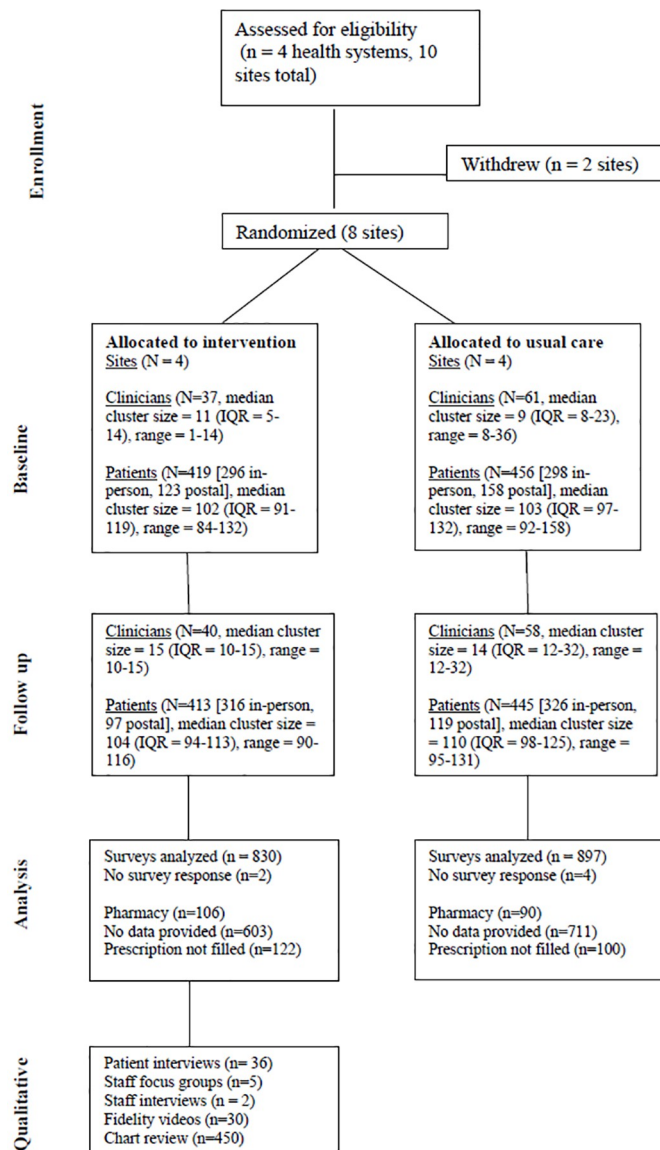 Assessed for eligibility
(n = 4 health systems, 10
sites total)
Enrollment
Withdrew (n = 2 sites)
Randomized (8 sites)
Baseline
Allocated to intervention
Sites (N = 4)
Clinicians (N=37, median
cluster size = 11 (IQR = 5-
14), range = 1-14)
Patients (N=419 [296 in-
person, 123 postal], median
cluster size = 102 (IQR = 91-
119), range = 84-132)
Allocated to usual care
Sites (N = 4)
Clinicians (N=61, median
cluster size = 9 (IQR = 8-23),
range = 8-36)
Patients (N=456 [298 in-
person, 158 postal], median
cluster size = 103 (IQR = 97-
132), range = 92-158)
Follow up
Clinicians (N=40, median cluster
size = 15 (IQR = 10-15), range =
10-15)
Patients (N=413 [316 in-person,
97 postal], median cluster size =
104 (IQR = 94-113), range = 90-
116)
Clinicians (N=58, median cluster
size = 14 (IQR = 12-32), range =
12-32)
Patients (N=445 [326 in-person,
119 postal], median cluster size
= 110 (IQR = 98-125), range =
95-131)
Analysis
Surveys analyzed (n = 830)
No survey response (n=2)
Pharmacy (n=106)
No data provided (n=603)
Prescription not filled (n=122)
Surveys analyzed (n = 897)
No survey response (n=4)
Pharmacy (n=90)
No data provided (n=711)
Prescription not filled (n=100)
Qualitative
Patient interviews (n= 36)
Staff focus groups (n=5)
Staff interviews (n = 2)
Fidelity videos (n=30)
Chart review (n=450)